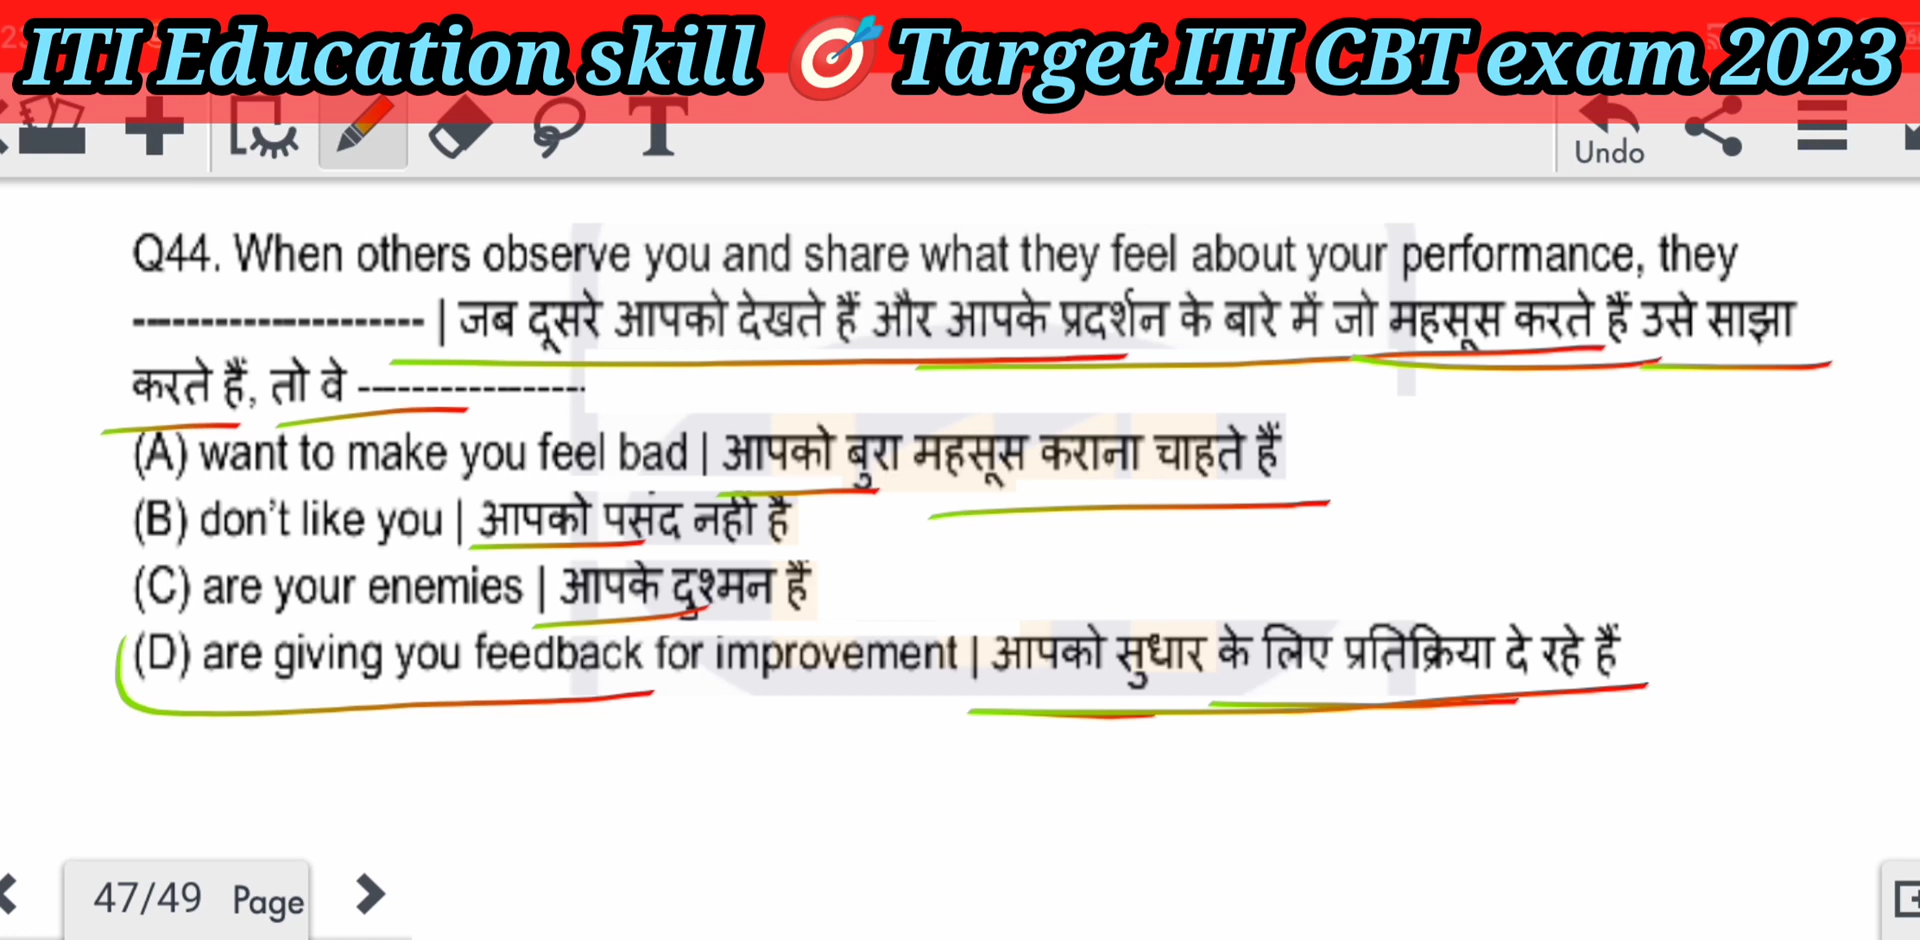 ITI Education skill 🎯 Target ITI CBT exam 2023
T
Undo
Q44. When others observe you and share what they feel about your performance, they
---------------------- | जब दूसरे आपको देखते हैं और आपके प्रदर्शन के बारे में जो महसूस करते हैं उसे साझा
करते हैं, तो वे -----------------
(A) want to make you feel bad | आपको बुरा महसूस कराना चाहते हैं
(B) don't like you | आपको पसंद नहीं है
(C) are your enemies | आपके दुश्मन हैं
(D) are giving you feedback for improvement | आपको सुधार के लिए प्रतिक्रिया दे रहे हैं
47/49 Page